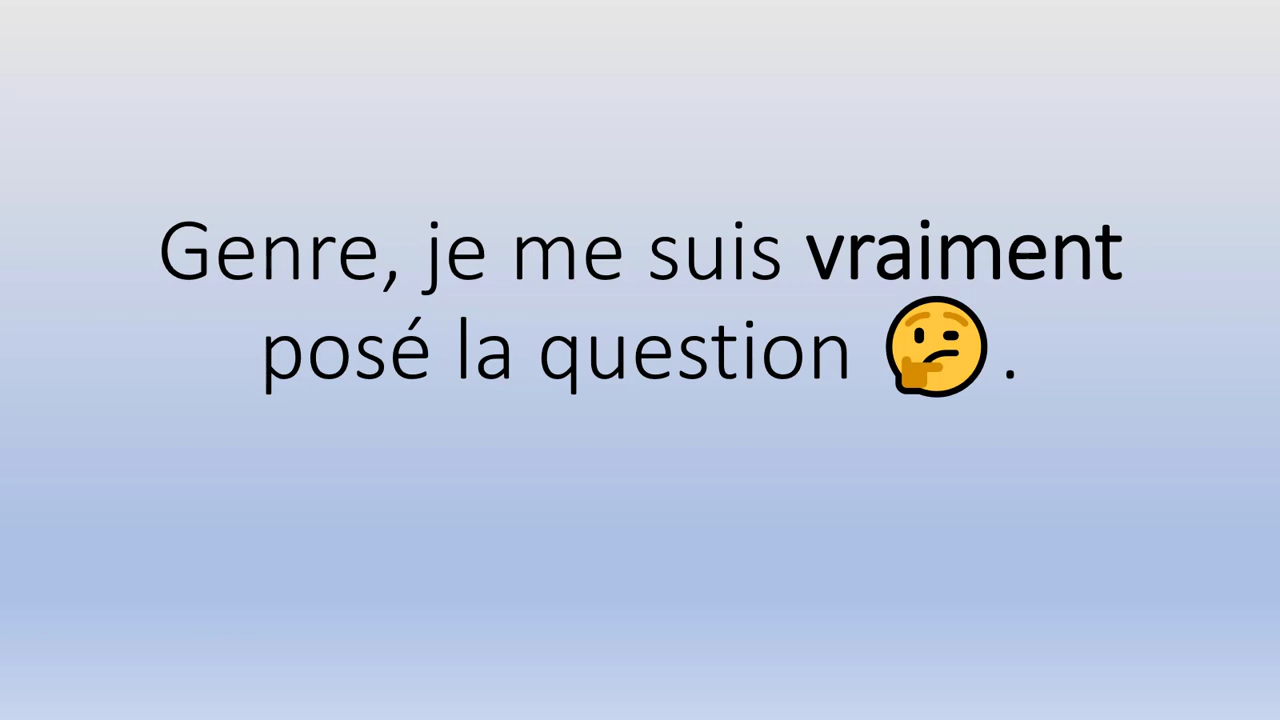 Genre, je me suis vraiment
posé la question 🤔.